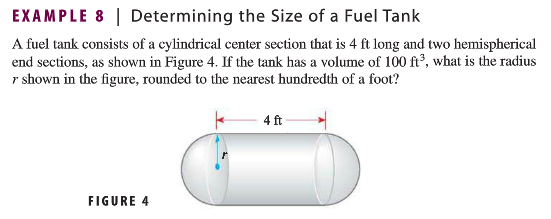 EXAMPLE 8 | Determining the Size of a Fuel Tank
A fuel tank consists of a cylindrical center section that is 4 ft long and two hemispherical
end sections, as shown in Figure 4. If the tank has a volume of 100 ft³, what is the radius
r shown in the figure, rounded to the nearest hundredth of a foot?
4 ft
r
FIGURE 4